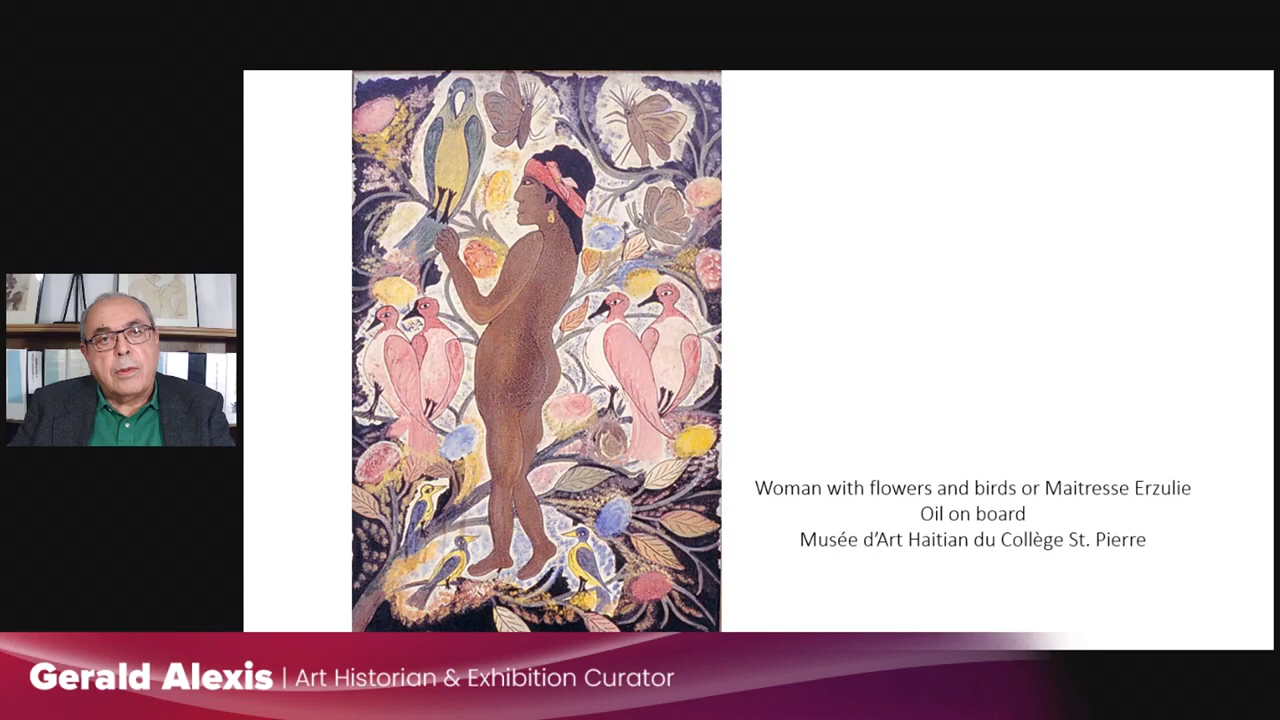 Woman with flowers and birds or Maitresse Erzulie
Oil on board
Musée d’Art Haitian du Collège St. Pierre
Gerald Alexis | Art Historian & Exhibition Curator